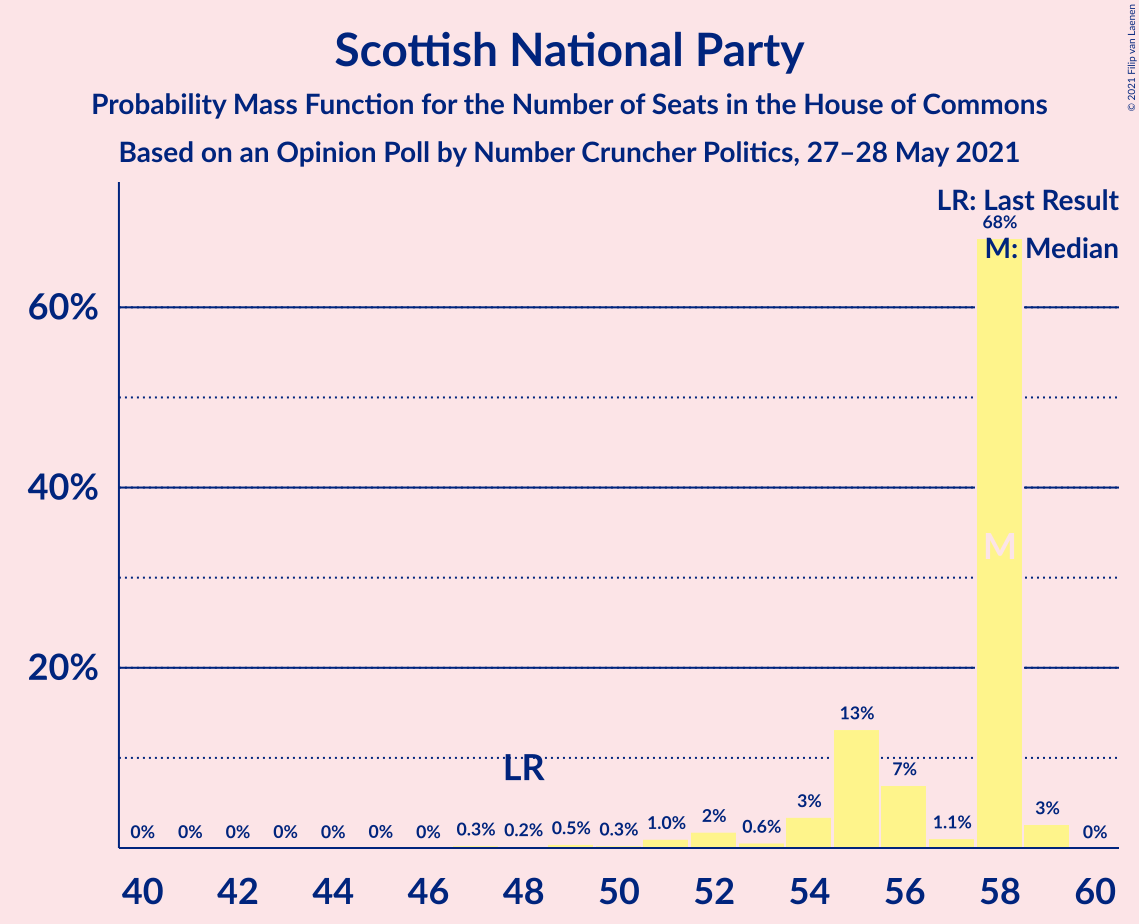 Scottish National Party
Probability Mass Function for the Number of Seats in the House of Commons
Based on an Opinion Poll by Number Cruncher Politics, 27–28 May 2021
© 2021 Filip van Laenen
LR: Last Result
68%
M: Median
60%
40%
M
20%
13%
LR
7%
0% 0% 0% 0% 0% 0% 0% 0.3% 0.2% 0.5% 0.3% 1.0% 2% 0.6% 3% 1.1% 3% 0%
40 42 44 46 48 50 52 54 56 58 60